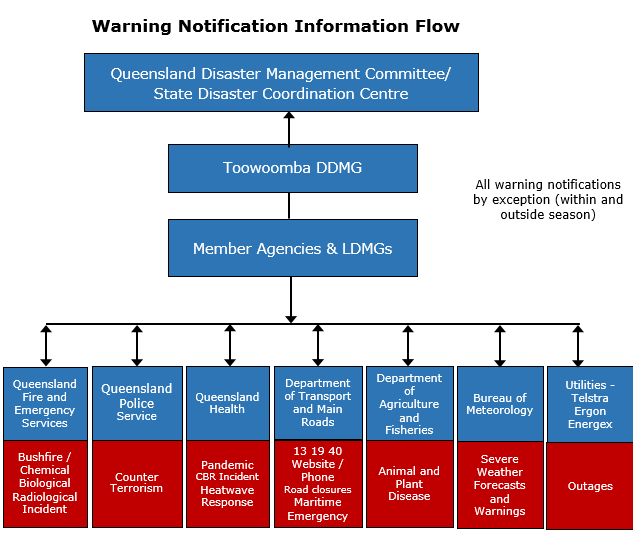 Warning Notification Information Flow
Queensland Disaster Management Committee/
State Disaster Coordination Centre
Toowoomba DDMG
All warning notifications
by exception (within and
outside season)
Member Agencies & LDMGs
Queensland
Fire and
Emergency
Services
Queensland
Police
Service
Queensland
Health
Department
of Transport
and Main
Roads
Department
of
Agriculture
and
Fisheries
Bureau of
Meteorology
Utilities -
Telstra
Ergon
Energex
Bushfire /
Chemical
Biological
Radiological
Incident
Counter
Terrorism
Pandemic
CBR Incident
Heatwave
Response
13 19 40
Website /
Phone
Road closures
Maritime
Emergency
Animal and
Plant
Disease
Severe
Weather
Forecasts
and
Warnings
Outages